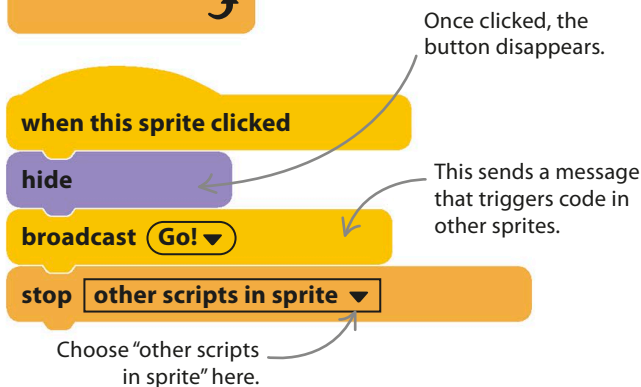 Once clicked, the
button disappears.
when this sprite clicked
hide
This sends a message
that triggers code in
other sprites.
broadcast Go!
stop other scripts in sprite
Choose “other scripts
in sprite” here.